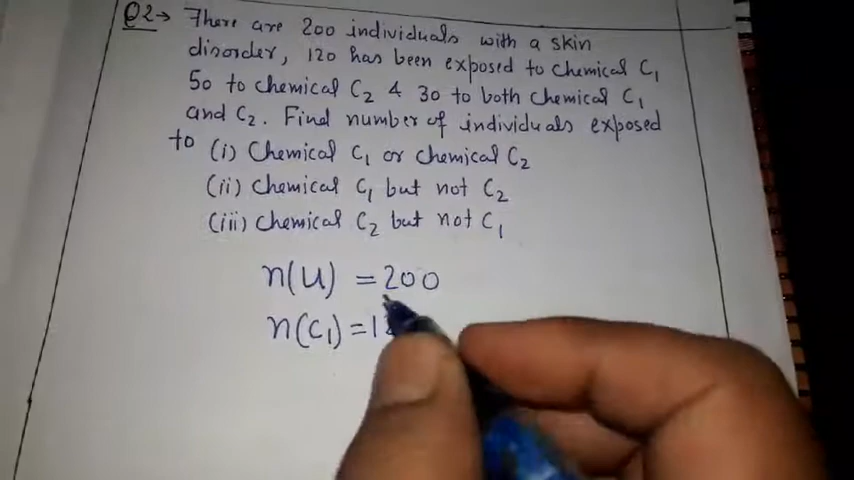 Q2→ There are 200 individuals with a skin
disorder, 120 has been exposed to chemical C₁
50 to chemical C₂ & 30 to both chemical C₁
and C₂. Find number of individuals exposed
to (i) Chemical C₁ or chemical C₂
(ii) Chemical C₁ but not C₂
(iii) Chemical C₂ but not C₁
n(U) = 200
n(C₁) = 12